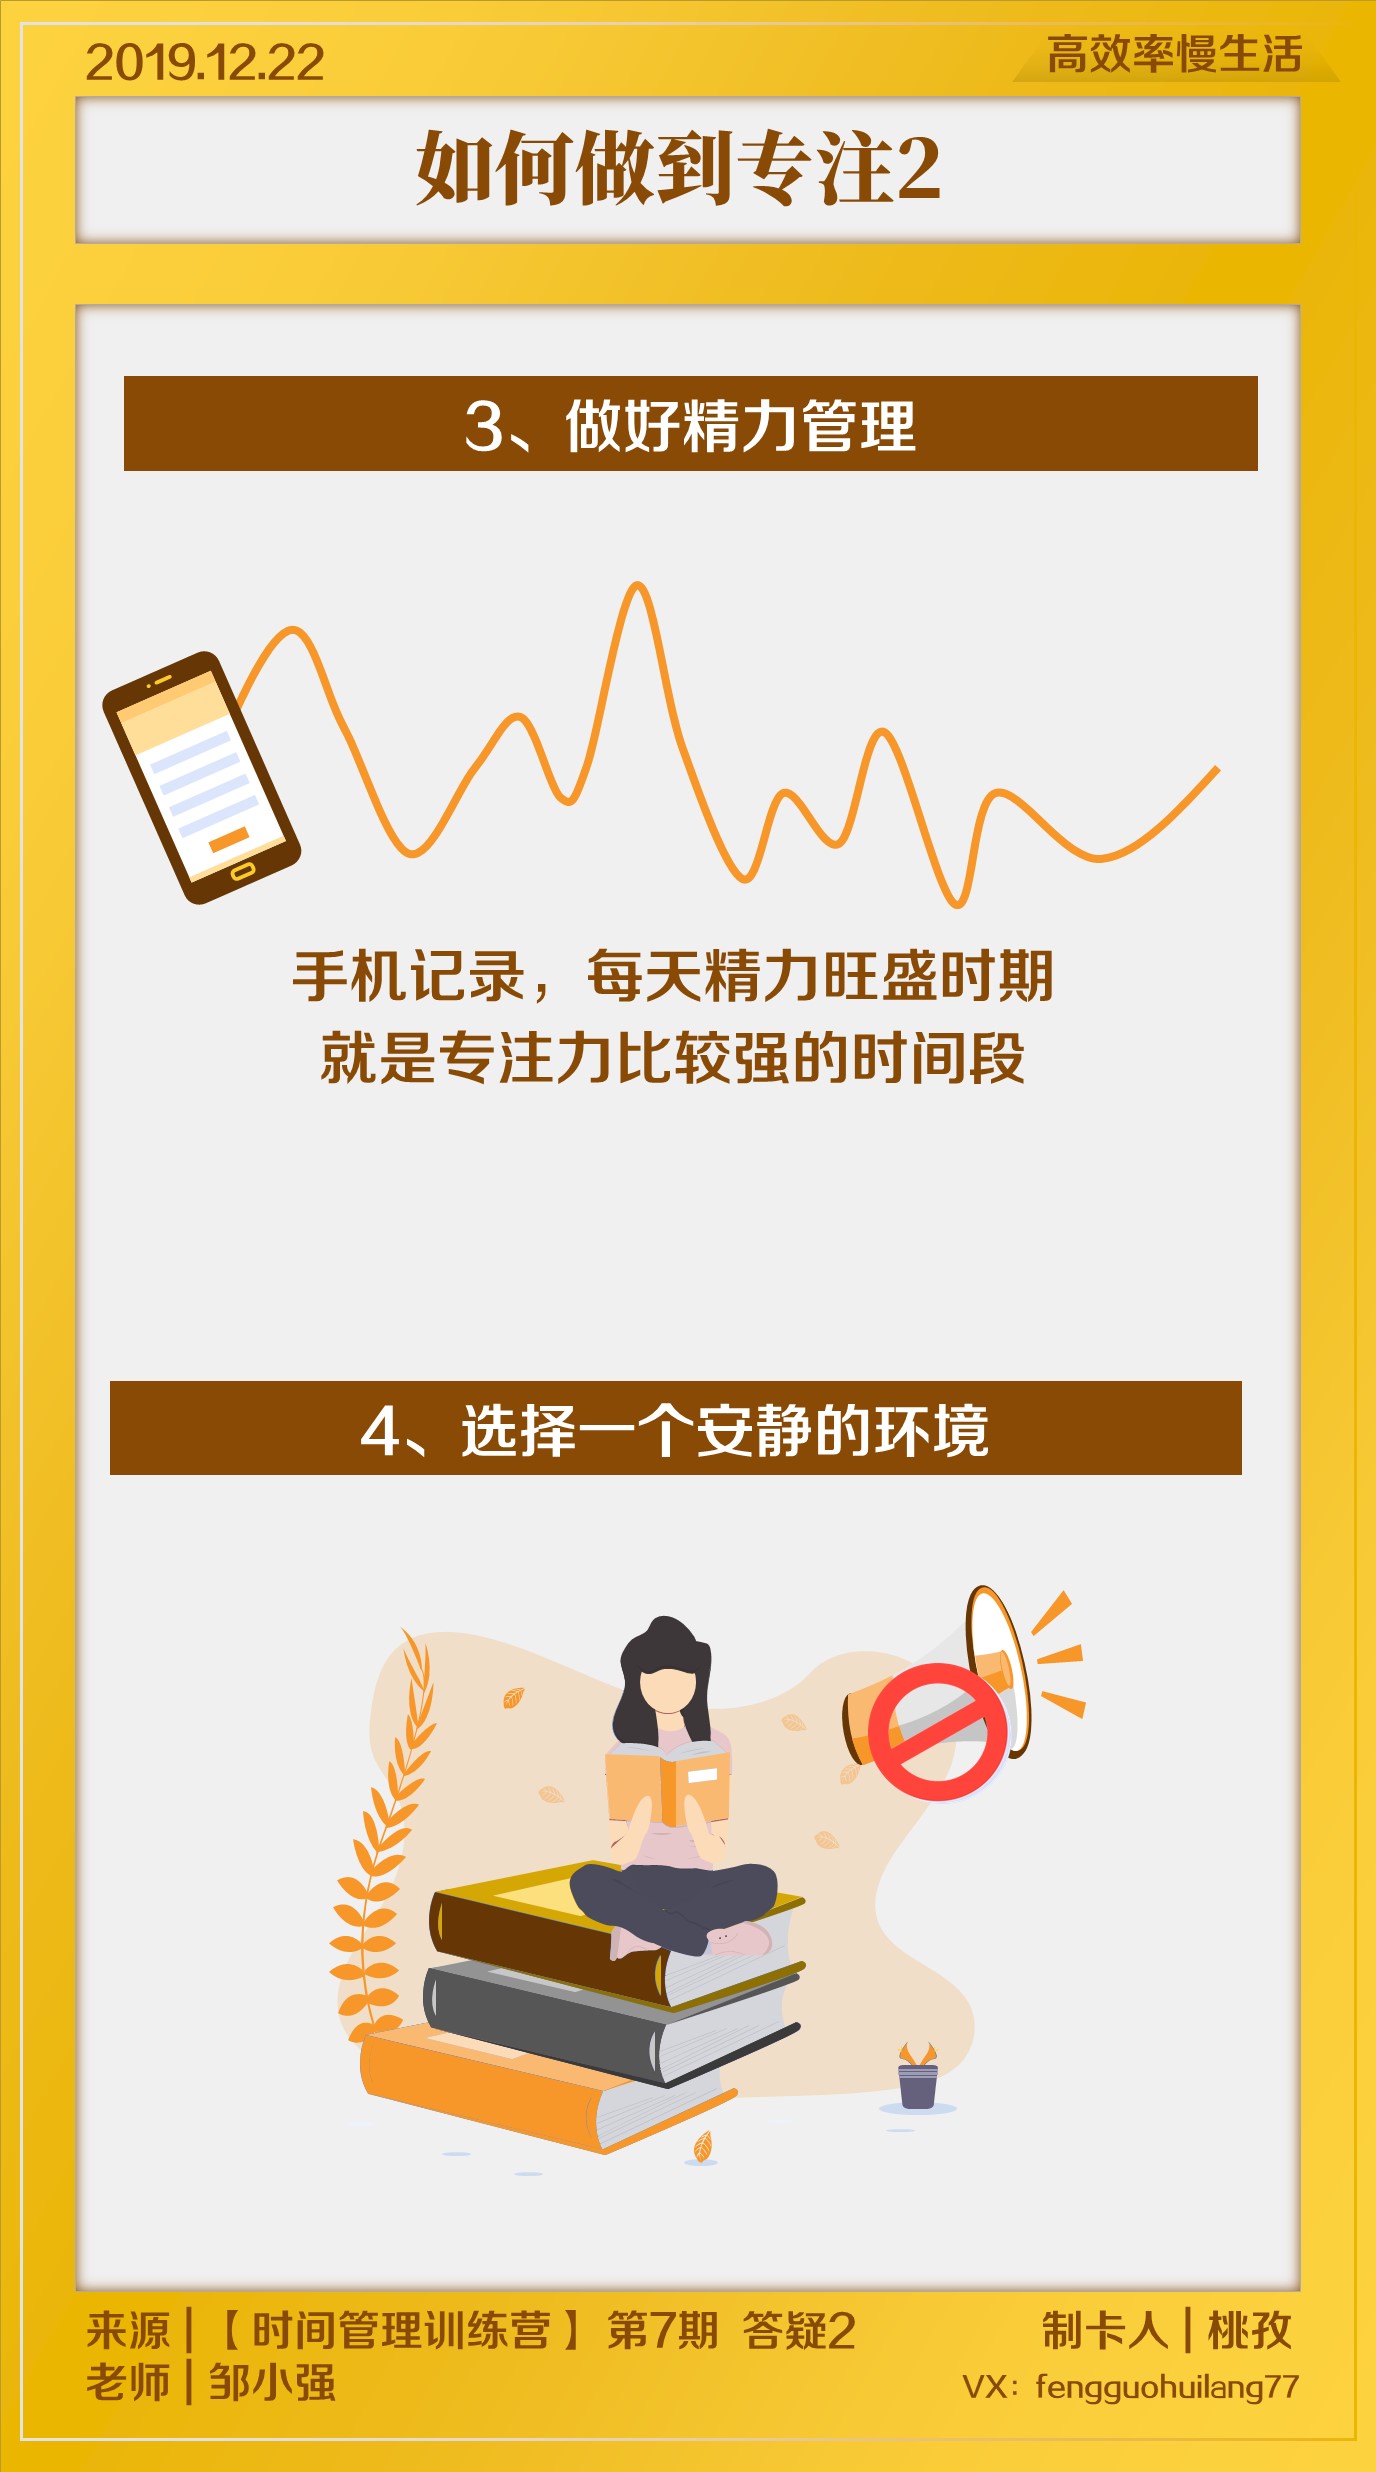 2019.12.22
高效率慢生活
如何做到专注2
3、做好精力管理
手机记录，每天精力旺盛时期
就是专注力比较强的时间段
4、选择一个安静的环境
来源|【时间管理训练营】第7期 答疑2
老师|邹小强
制卡人|桃孜
VX：fengguohuilang77